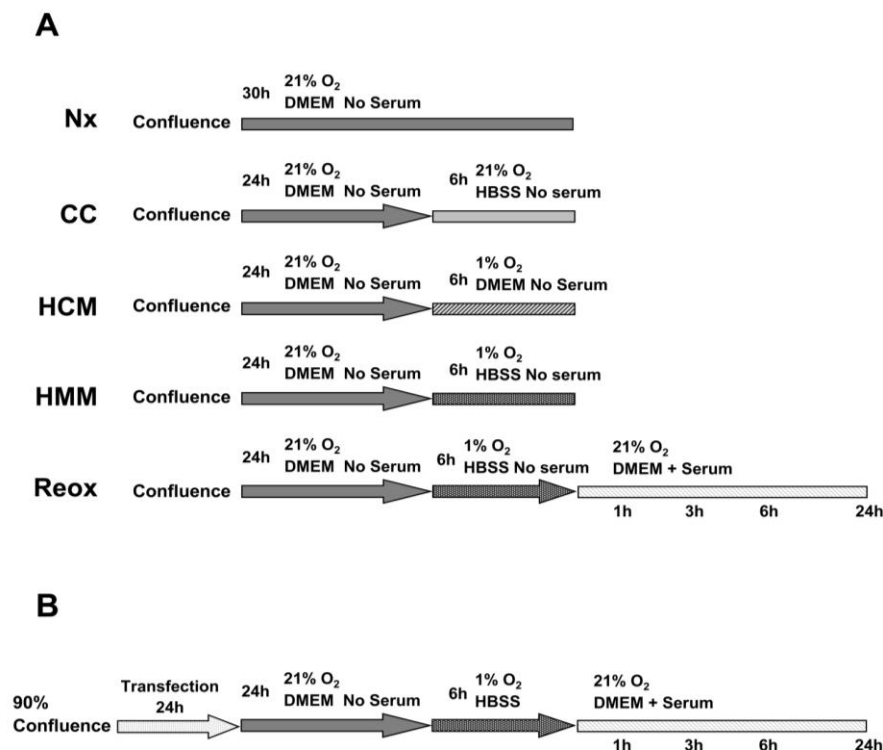 A
30h 21% O₂
DMEM No Serum
Nx Confluence
24h 21% O₂
DMEM No Serum
6h 21% O₂
HBSS No serum
CC Confluence
24h 21% O₂
DMEM No Serum
6h 1% O₂
DMEM No Serum
HCM Confluence
24h 21% O₂
DMEM No Serum
6h 1% O₂
HBSS No serum
HMM Confluence
24h 21% O₂
DMEM No Serum
6h 1% O₂
HBSS No serum
21% O₂
DMEM + Serum
Reox Confluence
1h 3h 6h 24h
B
90%
Confluence
Transfection
24h
24h 21% O₂
DMEM No Serum
6h 1% O₂
HBSS
21% O₂
DMEM + Serum
1h 3h 6h 24h